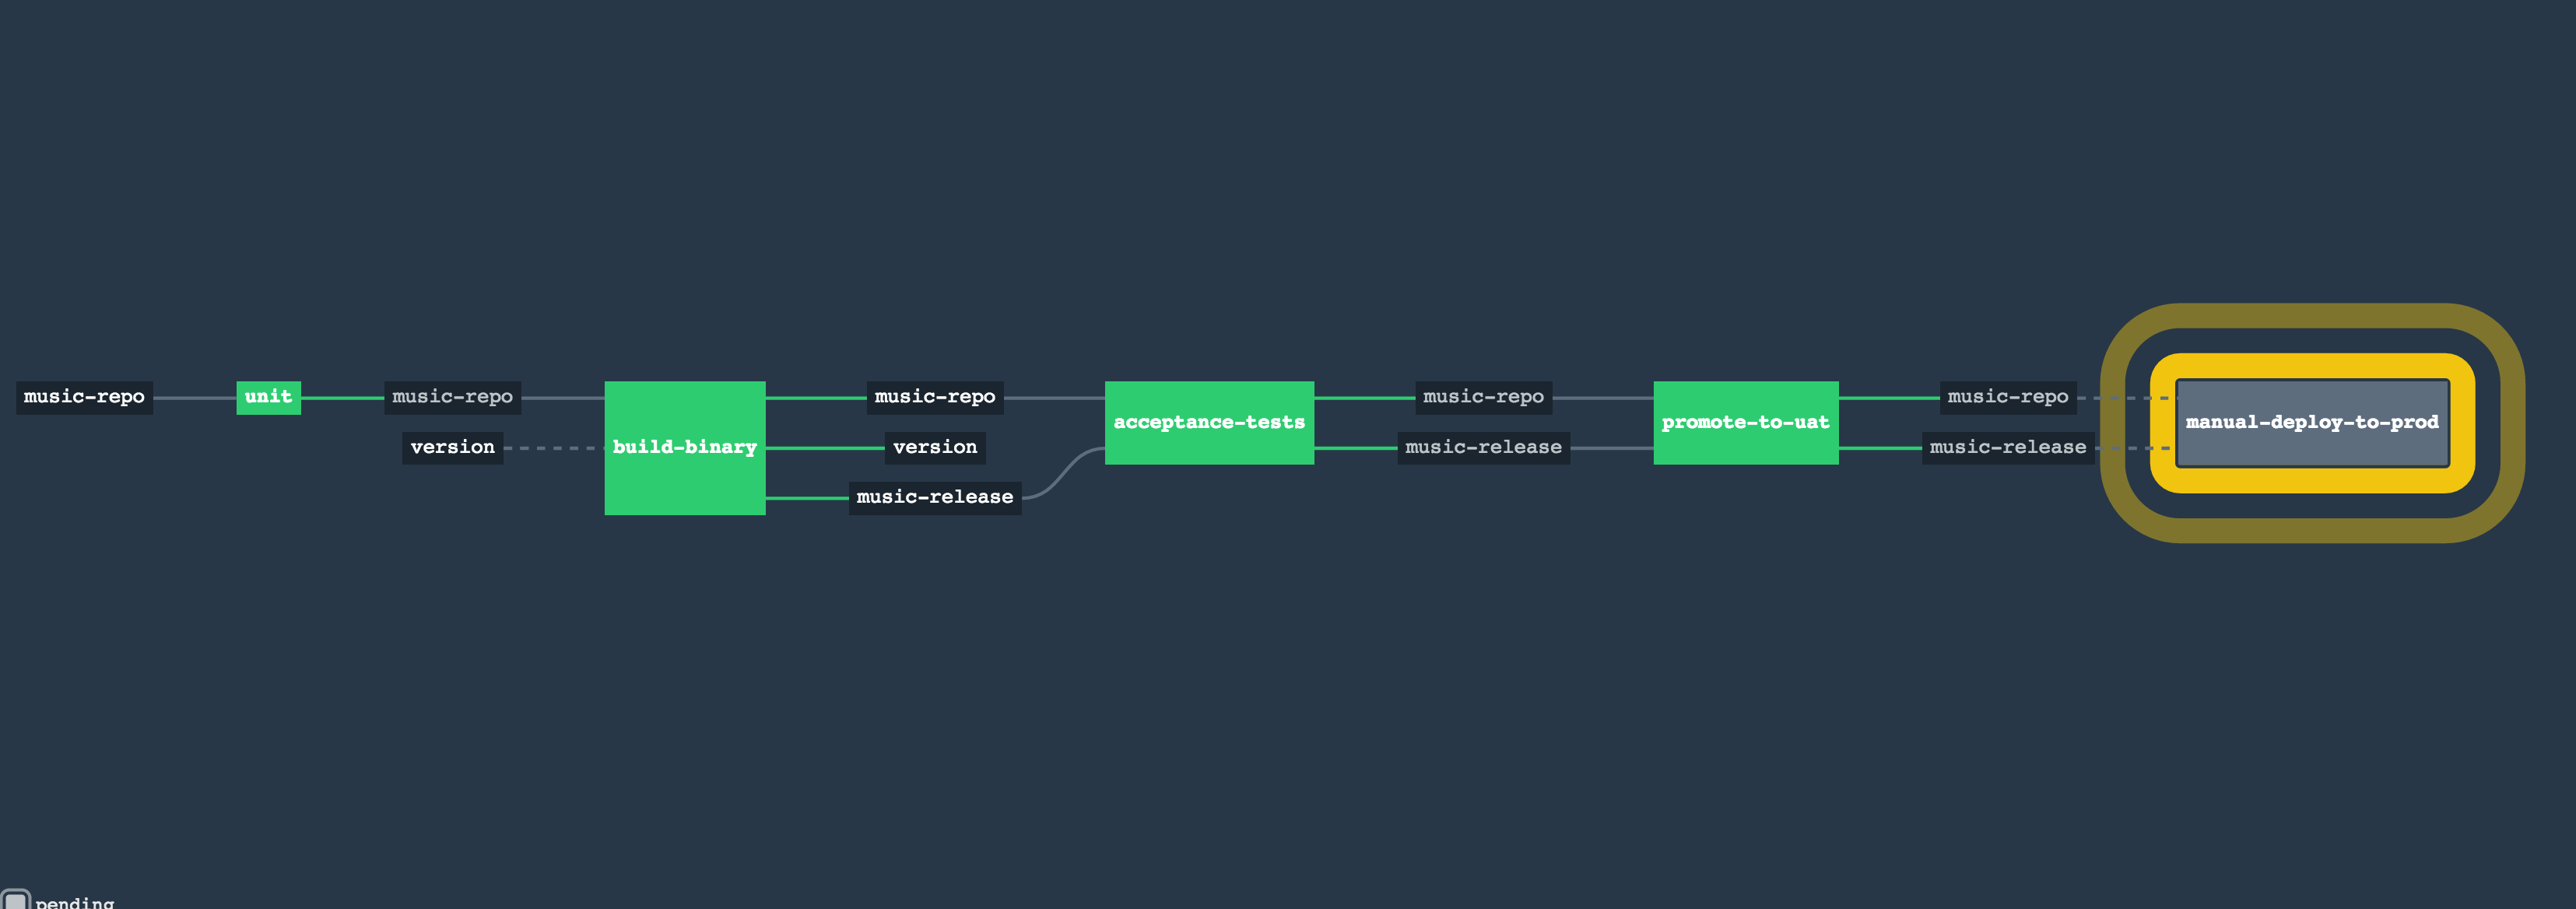 music-repo
unit
music-repo
version
build-binary
music-repo
version
music-release
acceptance-tests
music-repo
music-release
promote-to-uat
music-repo
music-release
manual-deploy-to-prod
pending